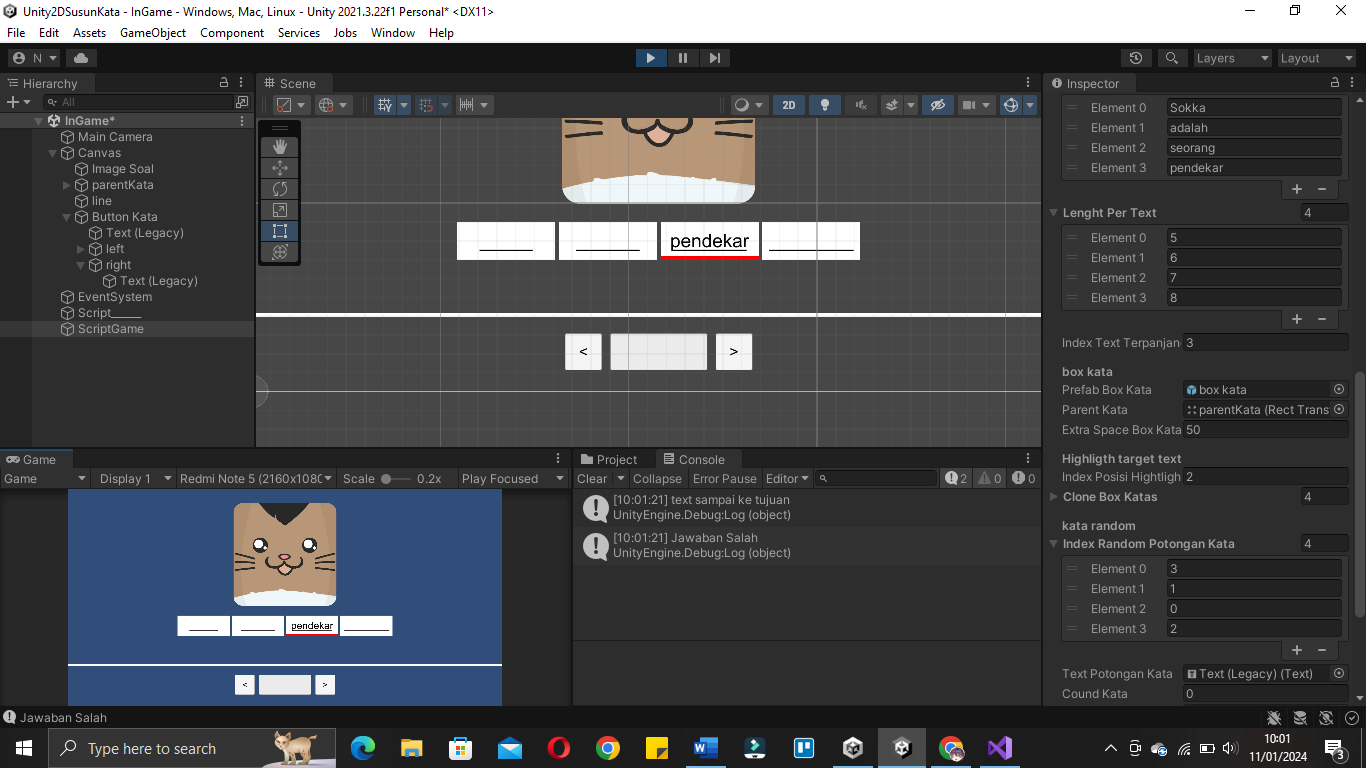 Unity2DSusunKata - InGame - Windows, Mac, Linux - Unity 2021.3.22f1 Personal* <DX11>
File Edit Assets GameObject Component Services Jobs Window Help
N Layers Layout
Hierarchy
All
InGame*
Main Camera
Canvas
Image Soal
parentKata
line
Button Kata
Text (Legacy)
left
right
Text (Legacy)
EventSystem
Script_____
ScriptGame
Scene
2D
pendekar
< >
Inspector
Element 0 Sokka
Element 1 adalah
Element 2 seorang
Element 3 pendekar
+ −
Lenght Per Text 4
Element 0 5
Element 1 6
Element 2 7
Element 3 8
+ −
Index Text Terpanjan 3
box kata
Prefab Box Kata box kata
Parent Kata parentKata (Rect Trans
Extra Space Box Kata 50
Highligth target text
Index Posisi Hightligh 2
Clone Box Katas 4
kata random
Index Random Potongan Kata 4
Element 0 3
Element 1 1
Element 2 0
Element 3 2
+ −
Text Potongan Kata Text (Legacy) (Text)
Cound Kata 0
Game
Game Display 1 Redmi Note 5 (2160x1080 Scale 0.2x Play Focused
pendekar
< >
Project Console
Clear Collapse Error Pause Editor 2 0 0
[10:01:21] text sampai ke tujuan
UnityEngine.Debug:Log (object)
[10:01:21] Jawaban Salah
UnityEngine.Debug:Log (object)
Jawaban Salah
Type here to search
10:01
11/01/2024
3